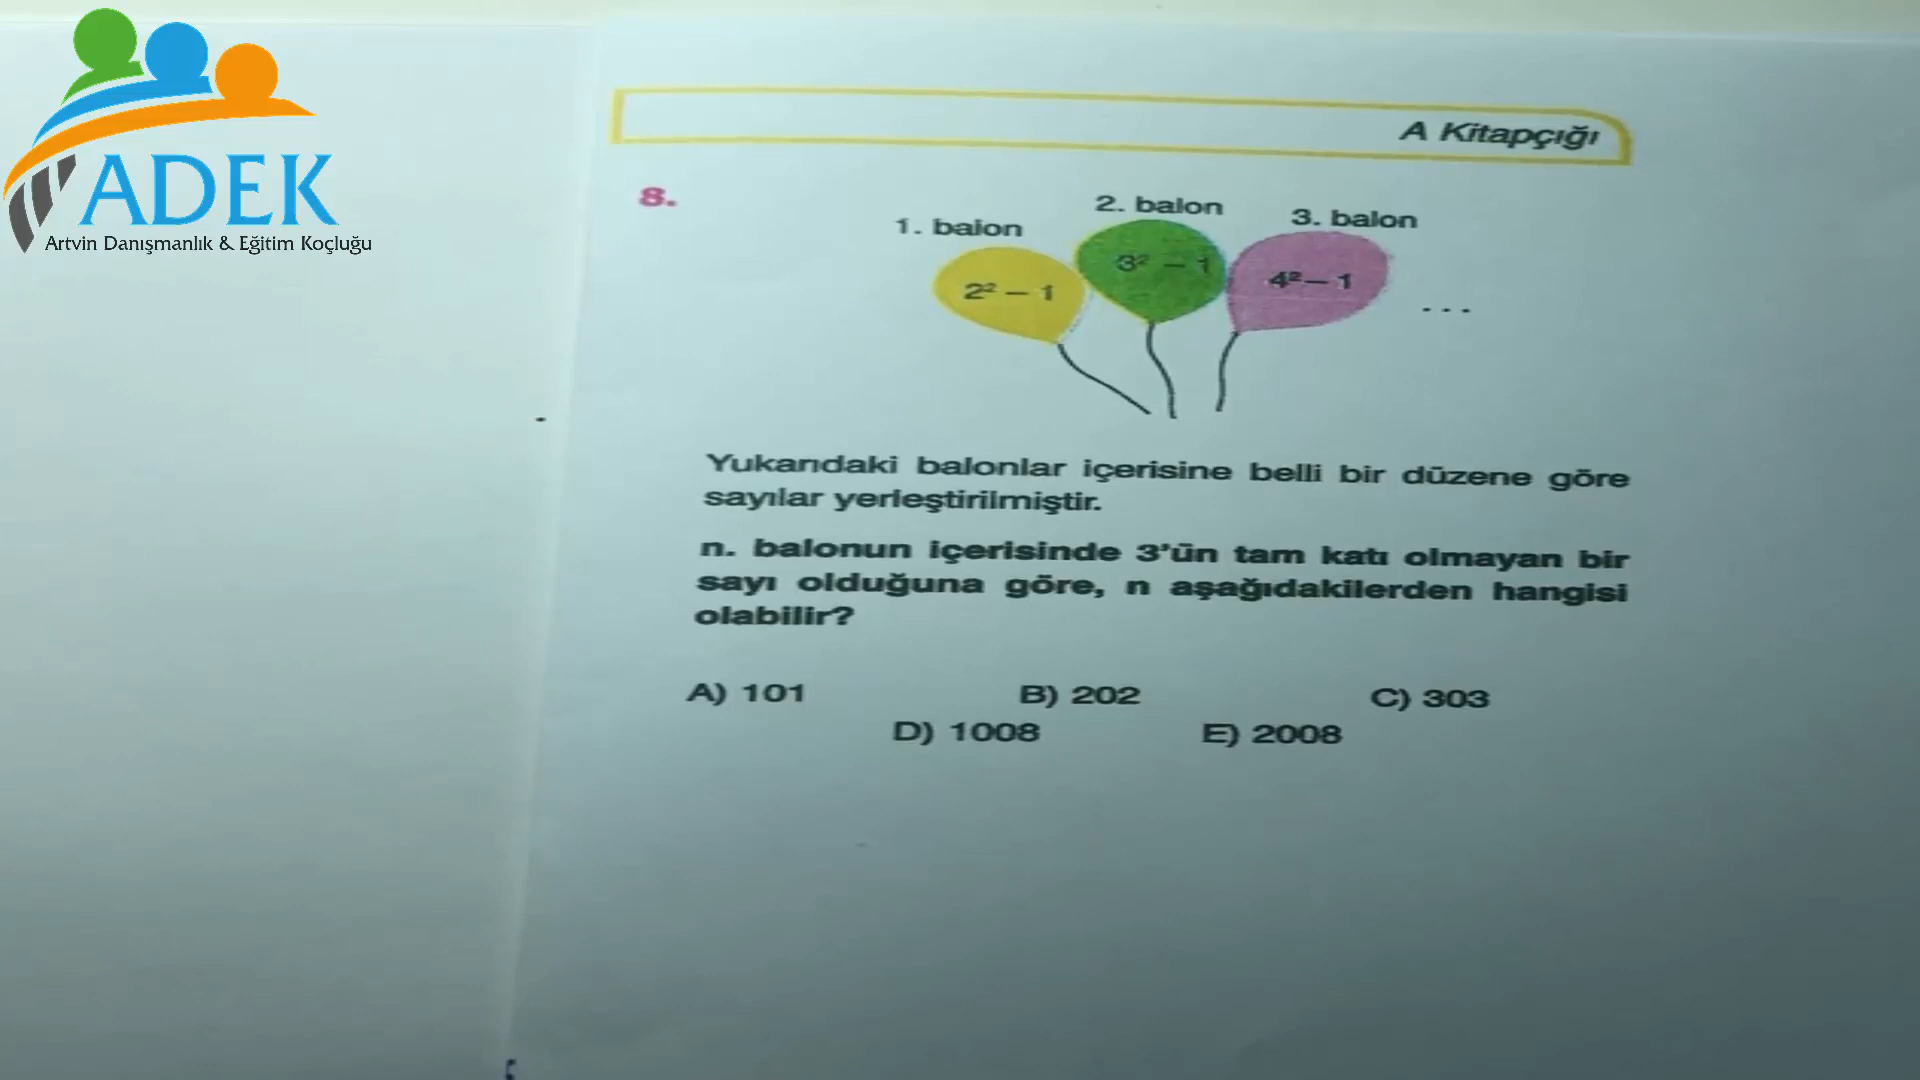 ADEK
Artvin Danışmanlık & Eğitim Koçluğu
A Kitapçığı
8.
1. balon
2. balon
3. balon
2² – 1
3² – 1
4² – 1
...
Yukarıdaki balonlar içerisine belli bir düzene göre
sayılar yerleştirilmiştir.
n. balonun içerisinde 3'ün tam katı olmayan bir
sayı olduğuna göre, n aşağıdakilerden hangisi
olabilir?
A) 101 B) 202 C) 303
D) 1008 E) 2008